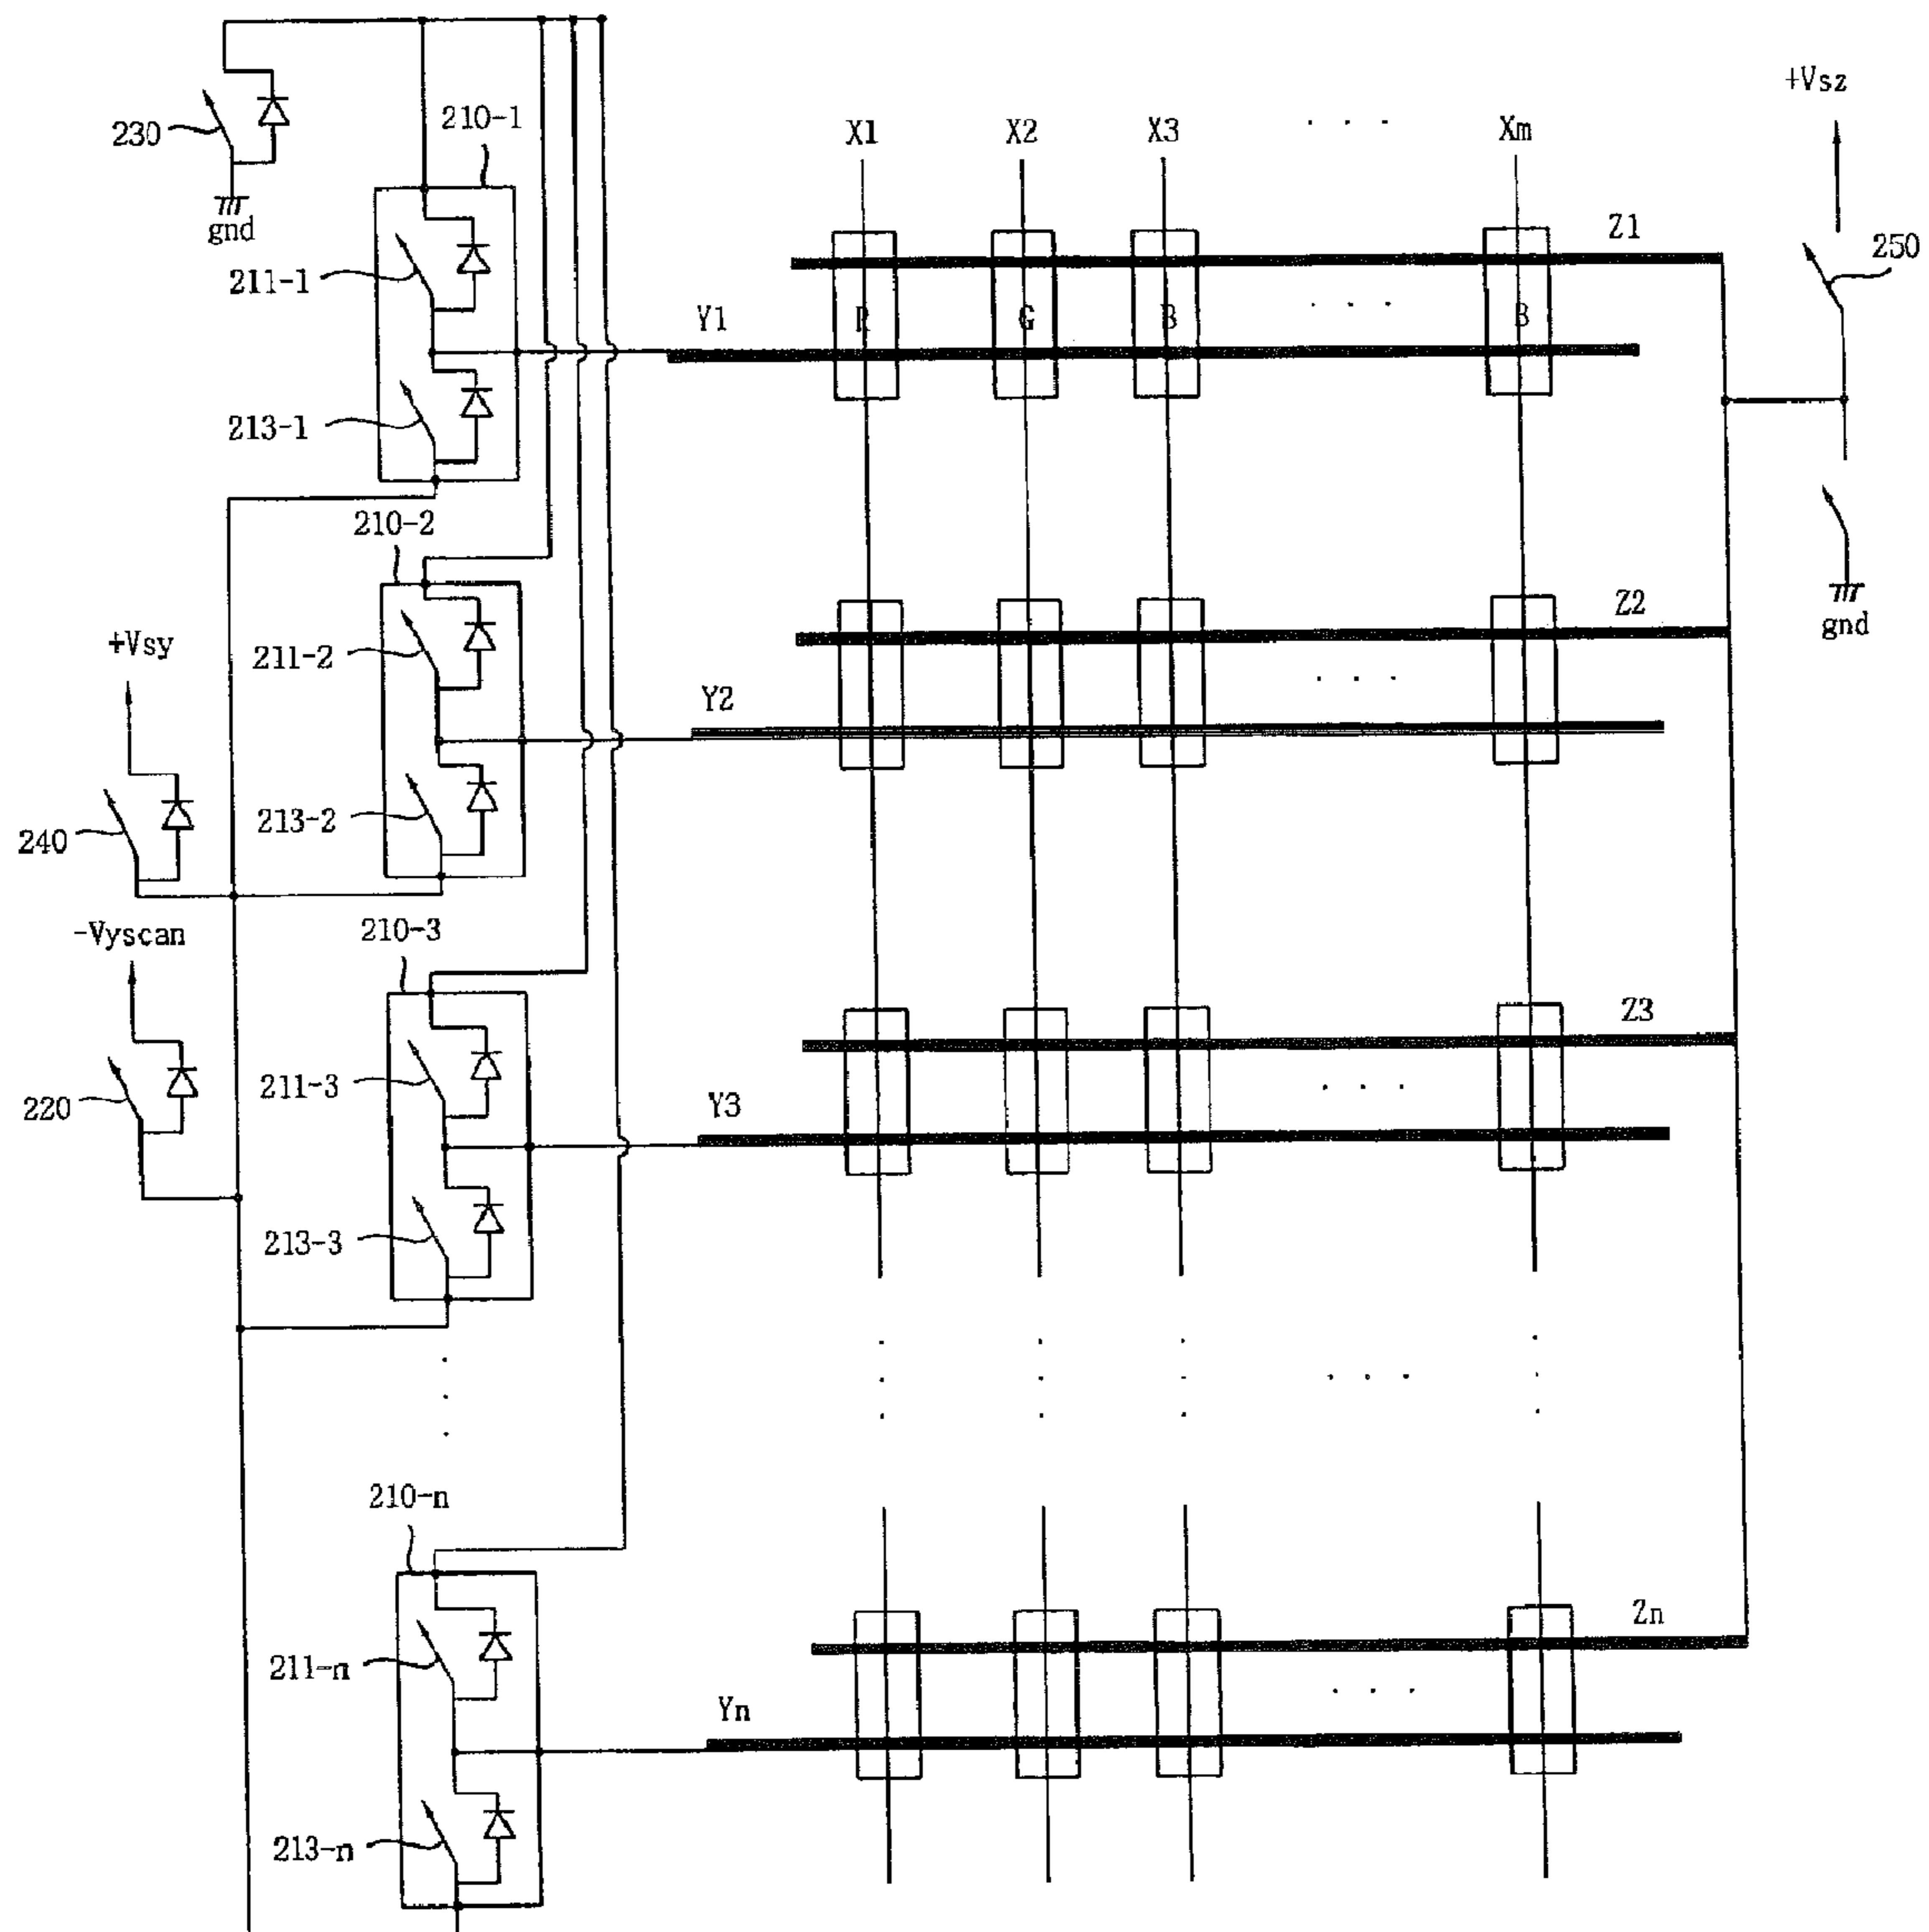 +Vsz
230
210-1
X1 X2 X3 . . . Xm
gnd
Z1
250
211-1
Y1
R G B . . . B
213-1
210-2
Z2
gnd
+Vsy
211-2
Y2
. . .
240
213-2
-Vyscan
210-3
Z3
211-3
. . .
220
Y3
213-3
. . .
210-n
Zn
211-n
. . .
Yn
213-n